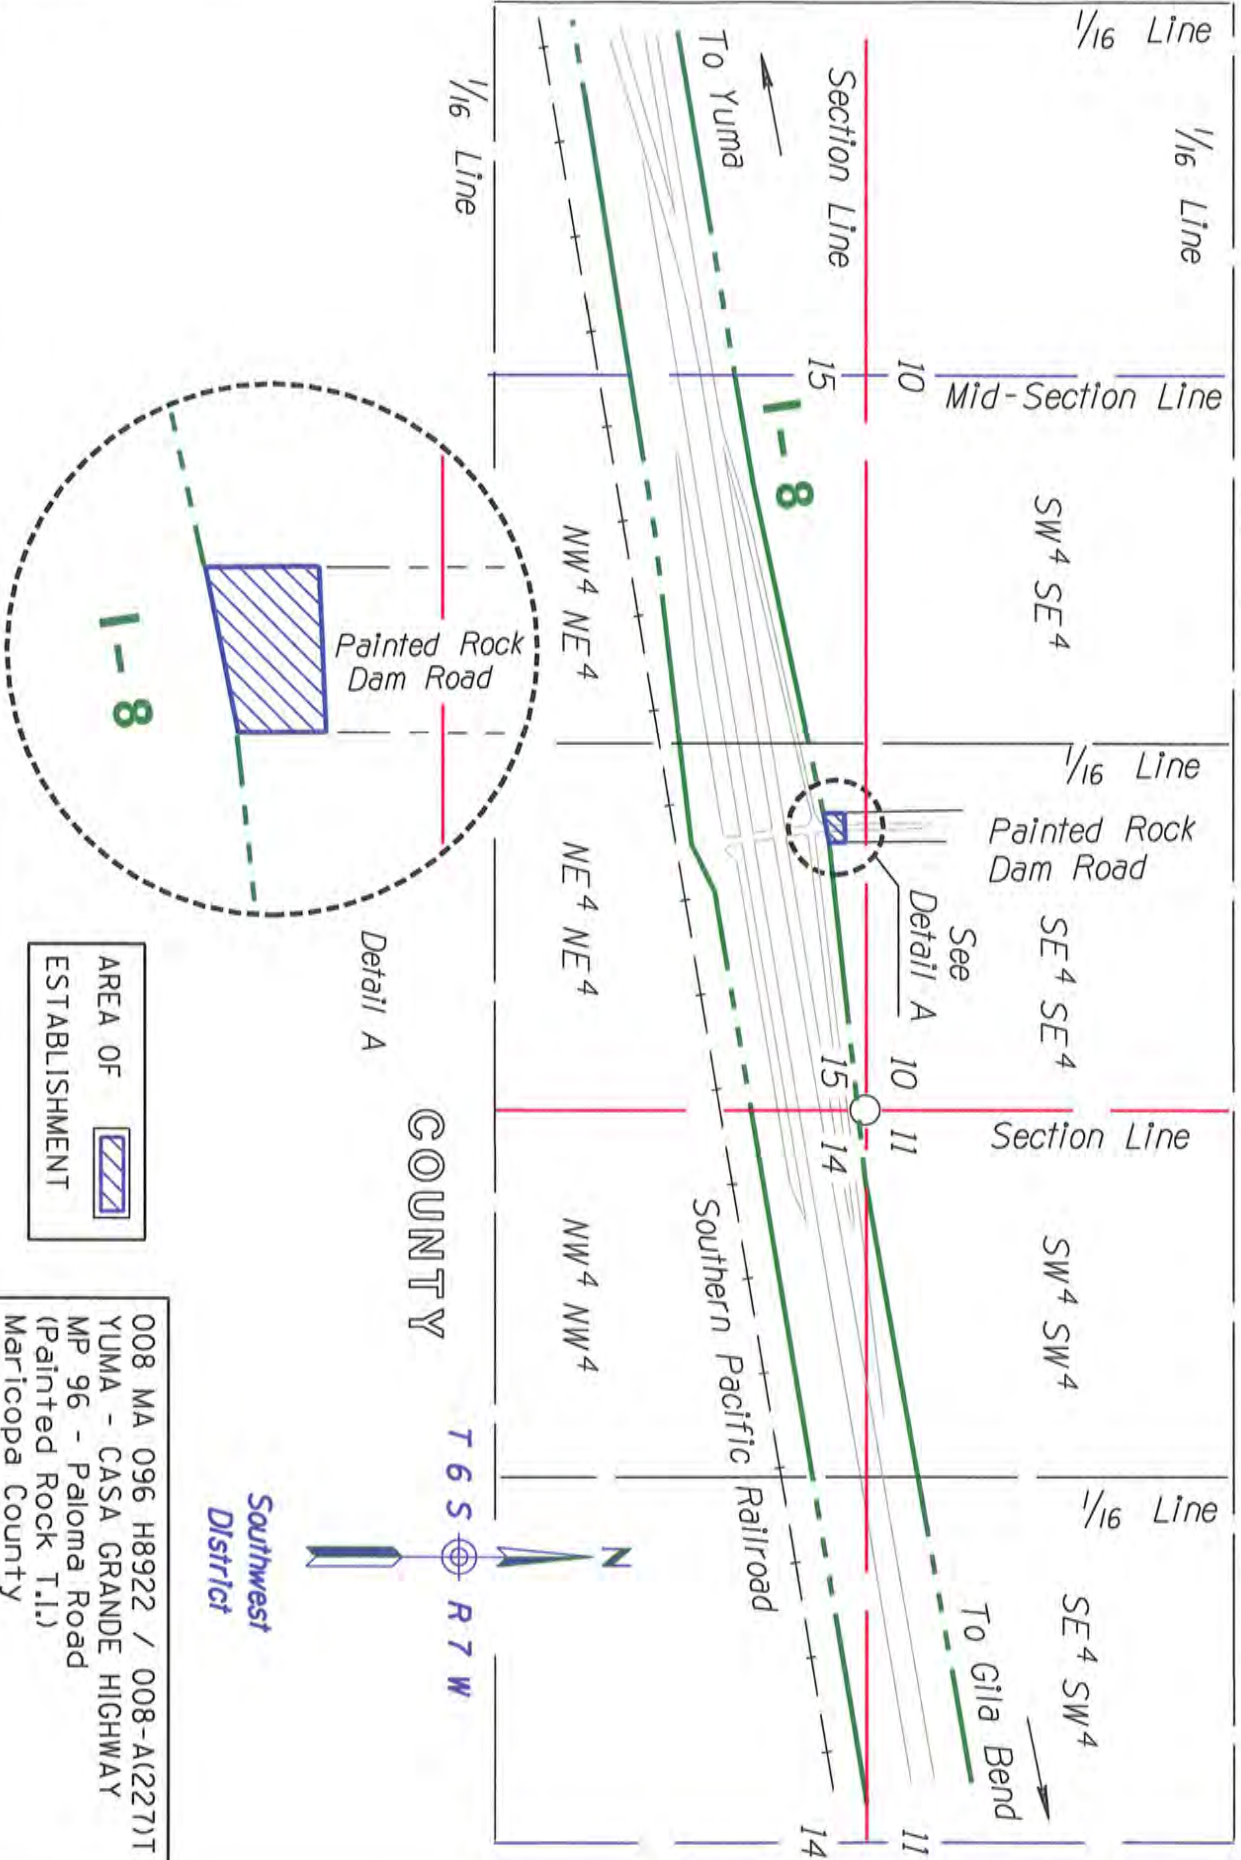 1/16 Line
1/16 Line
Mid-Section Line
1/16 Line
Section Line
1/16 Line
SW4 SE4
Painted Rock
Dam Road
SE4 SE4
SW4 SW4
SE4 SW4
See
Detail A
10
10
11
11
Section Line
15
15
14
14
To Yuma
I-8
To Gila Bend
Southern Pacific Railroad
NW4 NE4
NE4 NE4
NW4 NW4
1/16 Line
N
T 6 S
R 7 W
COUNTY
Southwest
District
Painted Rock
Dam Road
I-8
Detail A
AREA OF
ESTABLISHMENT
008 MA 096 H8922 / 008-A(227)T
YUMA - CASA GRANDE HIGHWAY
MP 96 - Paloma Road
(Painted Rock T.I.)
Maricopa County